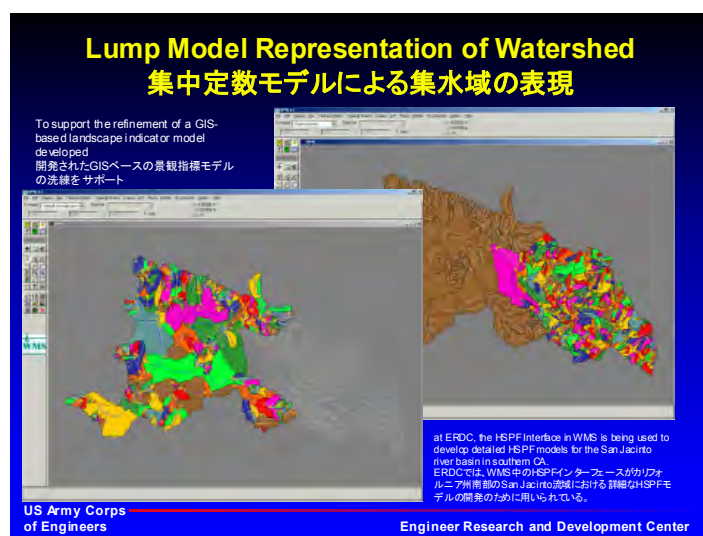 Lump Model Representation of Watershed
集中定数モデルによる集水域の表現
To support the refinement of a GIS-
based landscape indicator model
developed
開発されたGISベースの景観指標モデル
の洗練をサポート
WMS
at ERDC, the HSPF Interface in WMS is being used to
develop detailed HSPF models for the San Jacinto
river basin in southern CA.
ERDCでは、WMS中のHSPFインターフェースがカリフォ
ルニア州南部のSan Jacinto流域における詳細なHSPFモ
デルの開発のために用いられている。
US Army Corps
of Engineers
Engineer Research and Development Center